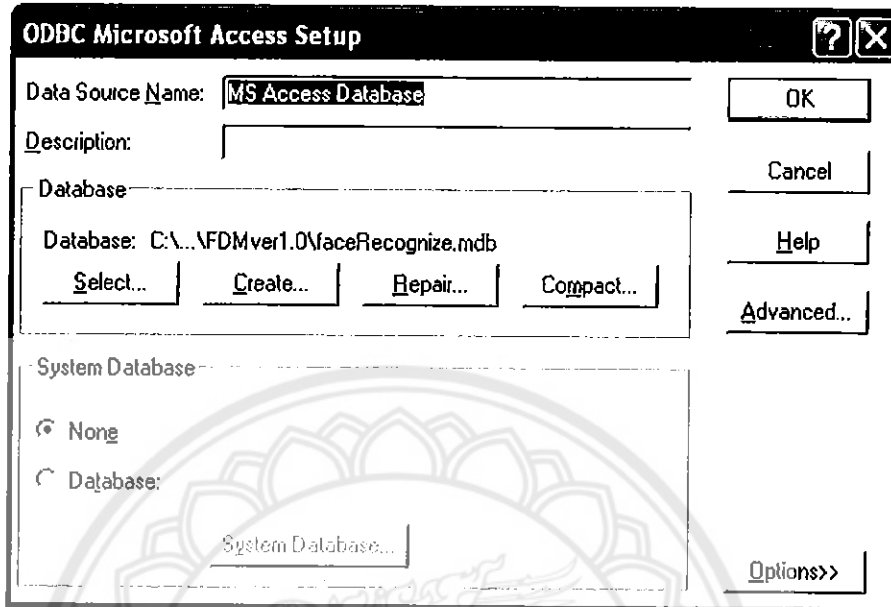 ODBC Microsoft Access Setup
Data Source Name: MS Access Database
OK
Description:
Cancel
Database
Database: C:\...\FDMver1.0\faceRecognize.mdb
Help
Select... Create... Repair... Compact...
Advanced...
System Database
None
Database:
System Database...
Options>>